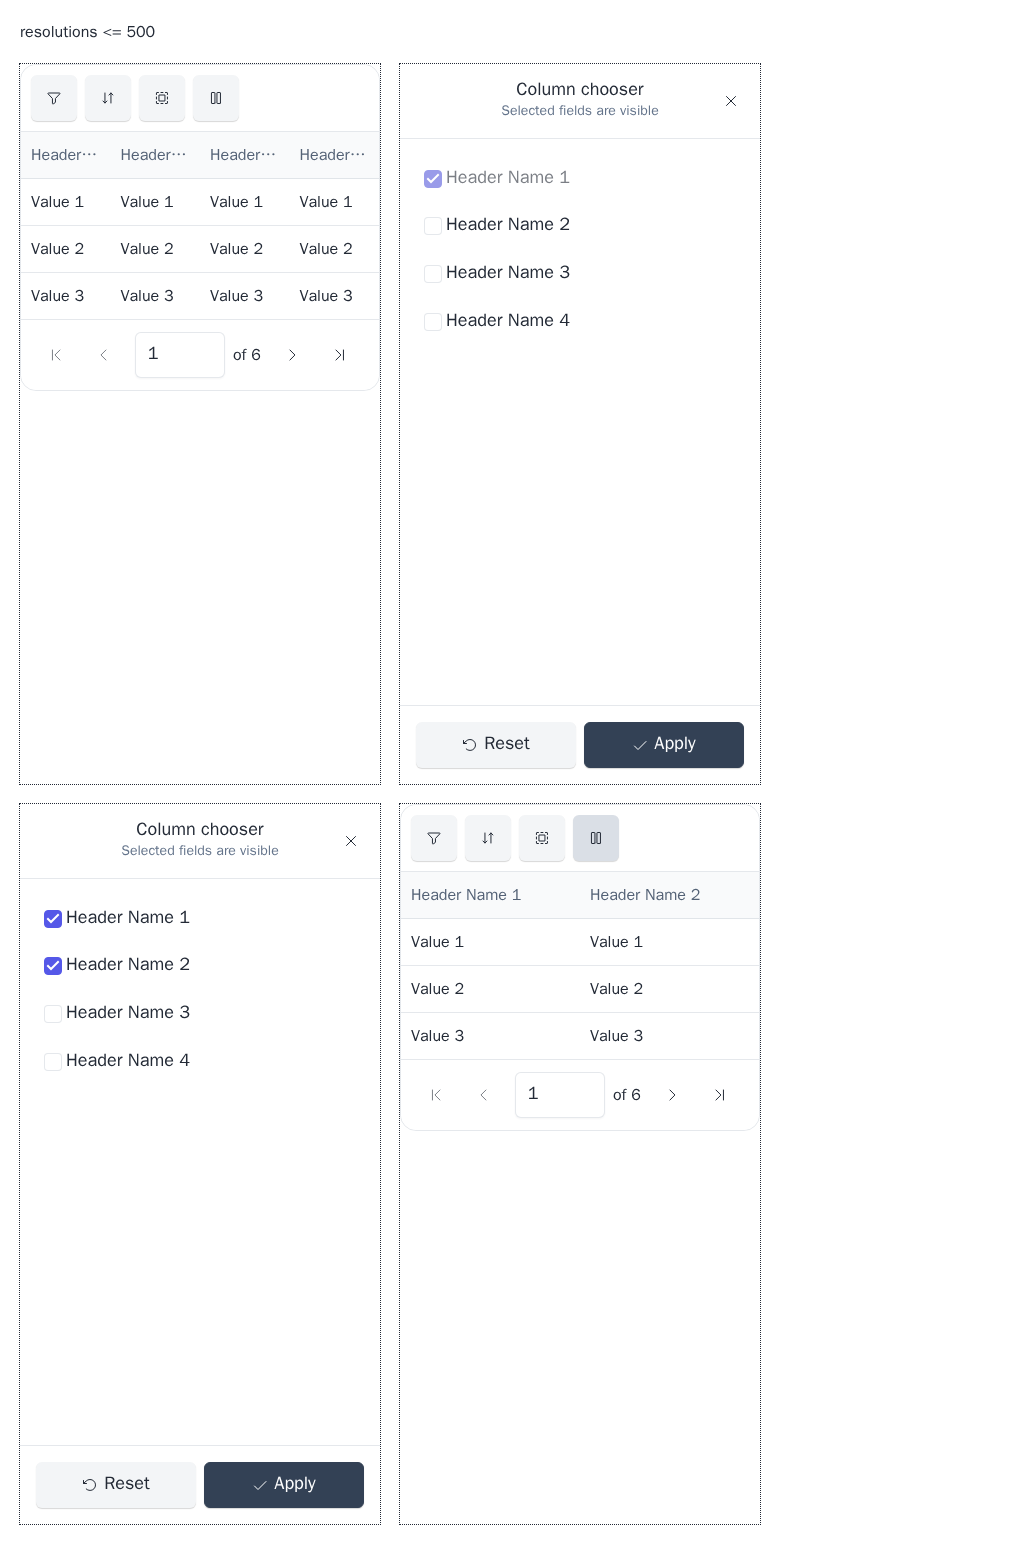 resolutions <= 500
Header··· Header··· Header··· Header···
Value 1 Value 1 Value 1 Value 1
Value 2 Value 2 Value 2 Value 2
Value 3 Value 3 Value 3 Value 3
1 of 6
Column chooser
Selected fields are visible
Header Name 1
Header Name 2
Header Name 3
Header Name 4
Reset Apply
Column chooser
Selected fields are visible
Header Name 1
Header Name 2
Header Name 3
Header Name 4
Reset Apply
Header Name 1 Header Name 2
Value 1 Value 1
Value 2 Value 2
Value 3 Value 3
1 of 6